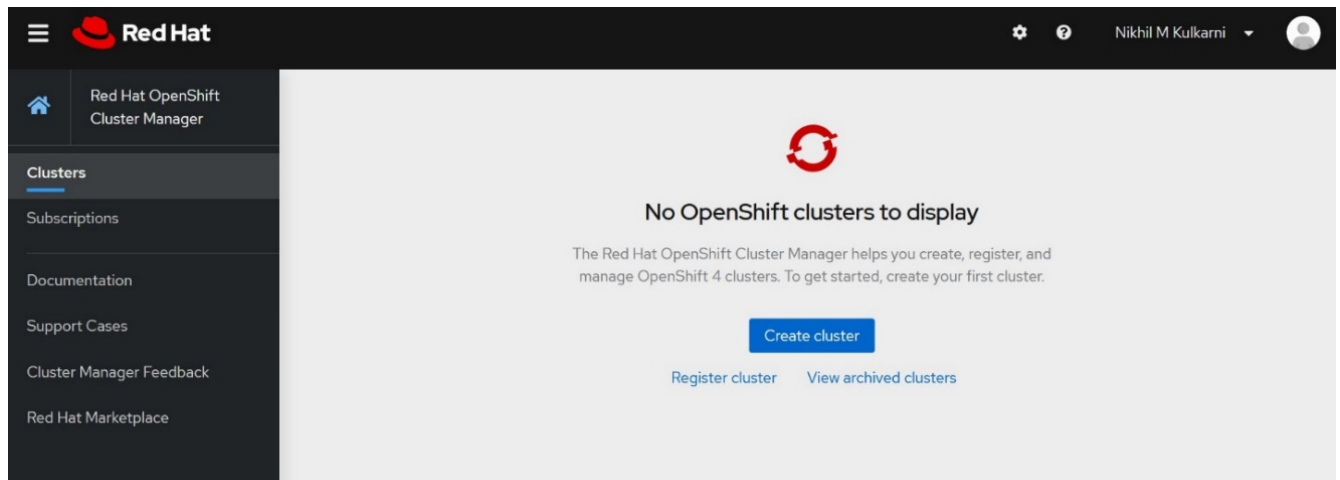 Red Hat
Nikhil M Kulkarni
Red Hat OpenShift
Cluster Manager
Clusters
Subscriptions
Documentation
Support Cases
Cluster Manager Feedback
Red Hat Marketplace
No OpenShift clusters to display
The Red Hat OpenShift Cluster Manager helps you create, register, and
manage OpenShift 4 clusters. To get started, create your first cluster.
Create cluster
Register cluster View archived clusters